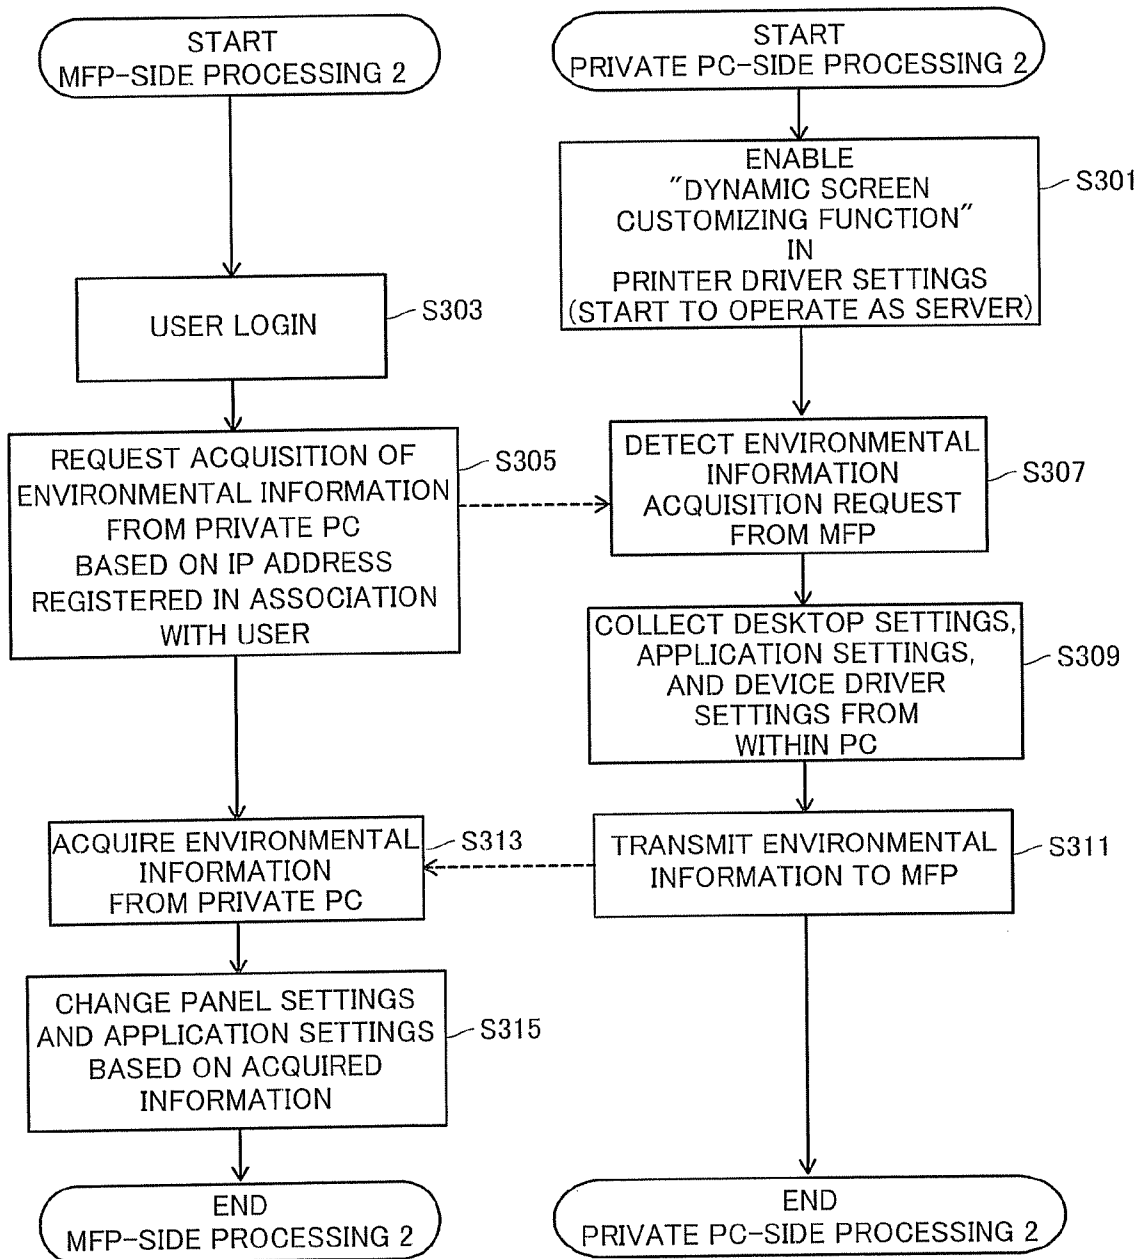 START
MFP-SIDE PROCESSING 2
USER LOGIN
S303
REQUEST ACQUISITION OF
ENVIRONMENTAL INFORMATION
FROM PRIVATE PC
BASED ON IP ADDRESS
REGISTERED IN ASSOCIATION
WITH USER
S305
ACQUIRE ENVIRONMENTAL
INFORMATION
FROM PRIVATE PC
S313
CHANGE PANEL SETTINGS
AND APPLICATION SETTINGS
BASED ON ACQUIRED
INFORMATION
S315
END
MFP-SIDE PROCESSING 2
START
PRIVATE PC-SIDE PROCESSING 2
ENABLE
"DYNAMIC SCREEN
CUSTOMIZING FUNCTION"
IN
PRINTER DRIVER SETTINGS
(START TO OPERATE AS SERVER)
S301
DETECT ENVIRONMENTAL
INFORMATION
ACQUISITION REQUEST
FROM MFP
S307
COLLECT DESKTOP SETTINGS,
APPLICATION SETTINGS,
AND DEVICE DRIVER
SETTINGS FROM
WITHIN PC
S309
TRANSMIT ENVIRONMENTAL
INFORMATION TO MFP
S311
END
PRIVATE PC-SIDE PROCESSING 2